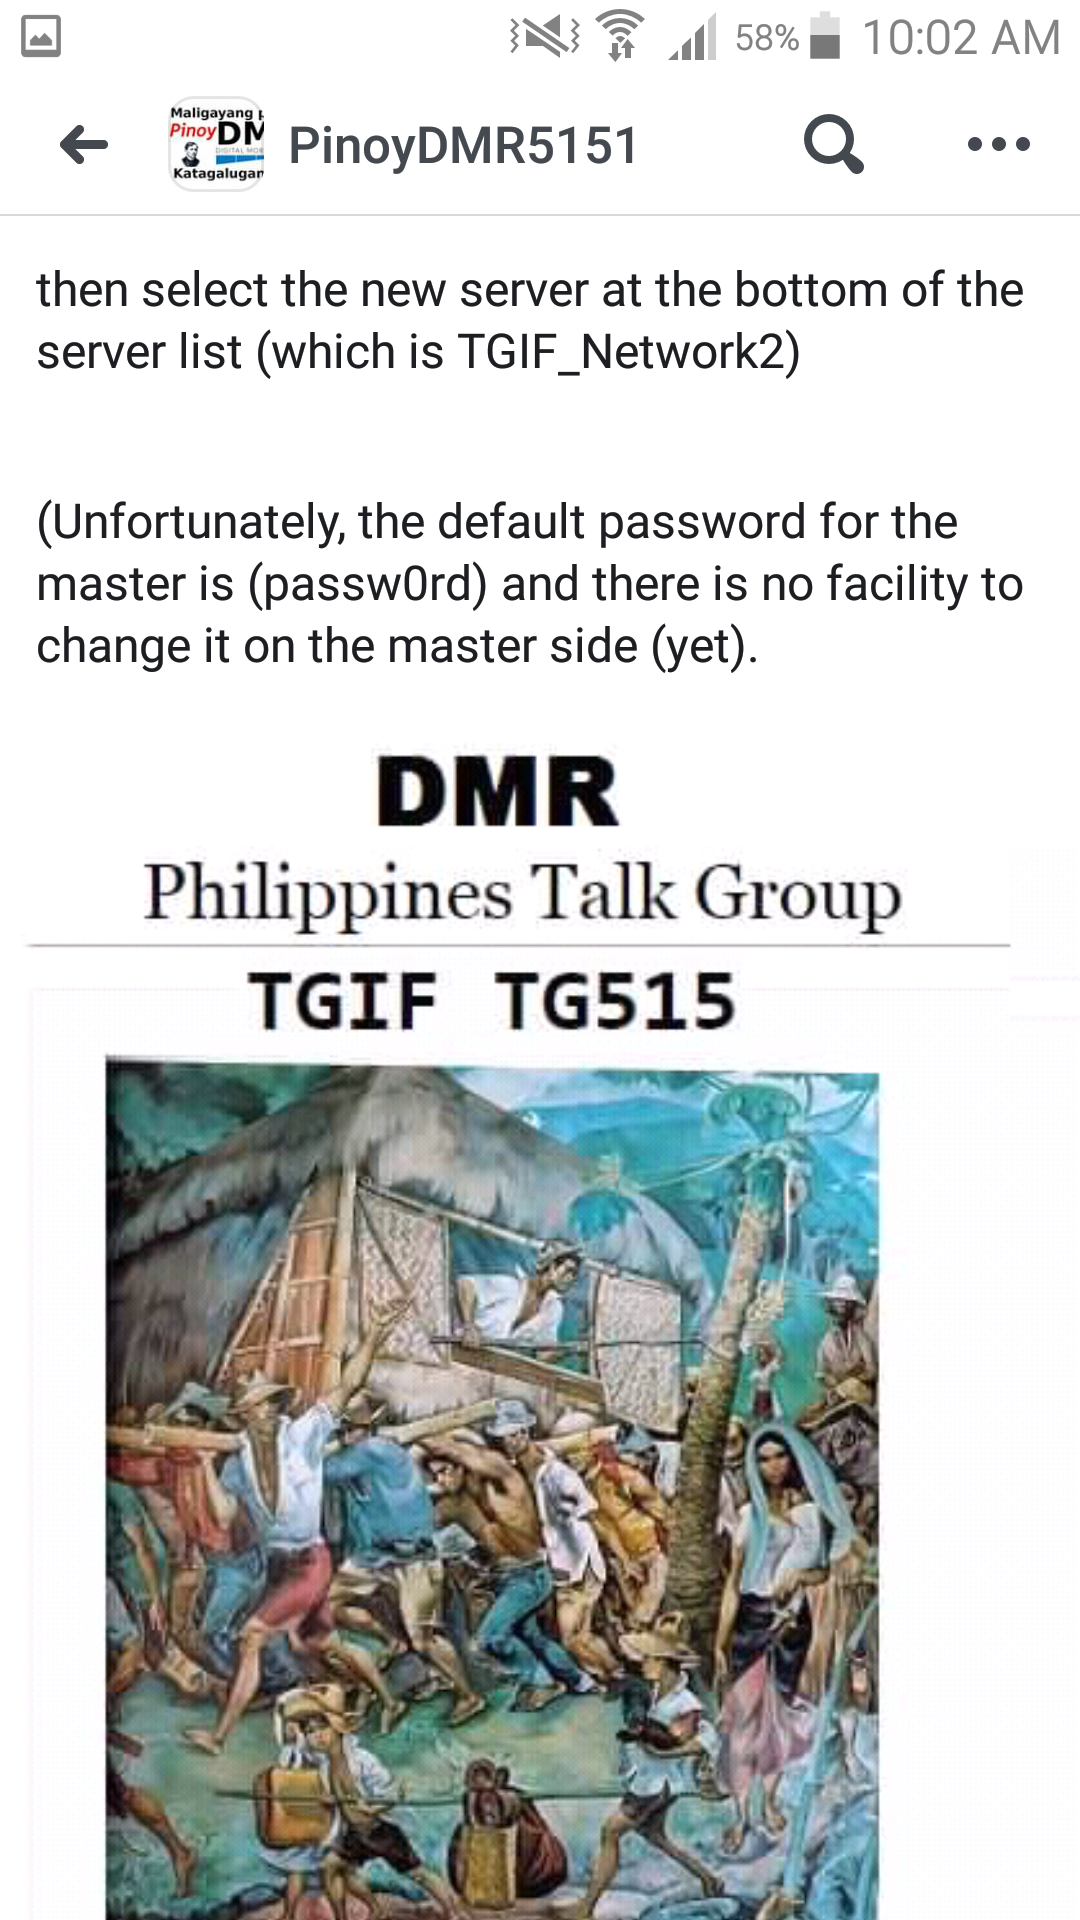 58% 10:02 AM
Maligayang
PinoyDM
DIGITAL MOB
Katagalugan
PinoyDMR5151
then select the new server at the bottom of the
server list (which is TGIF_Network2)
(Unfortunately, the default password for the
master is (passw0rd) and there is no facility to
change it on the master side (yet).
DMR
Philippines Talk Group
TGIF TG515